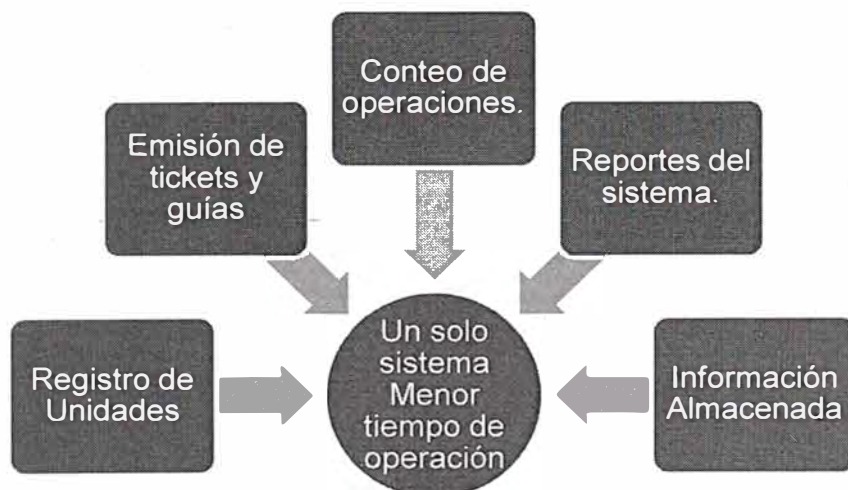 Conteo de
operaciones.
Emisión de
tickets y
guías
Reportes del
sistema.
Registro de
Unidades
Un solo
sistema
Menor
tiempo de
operación
Información
Almacenada